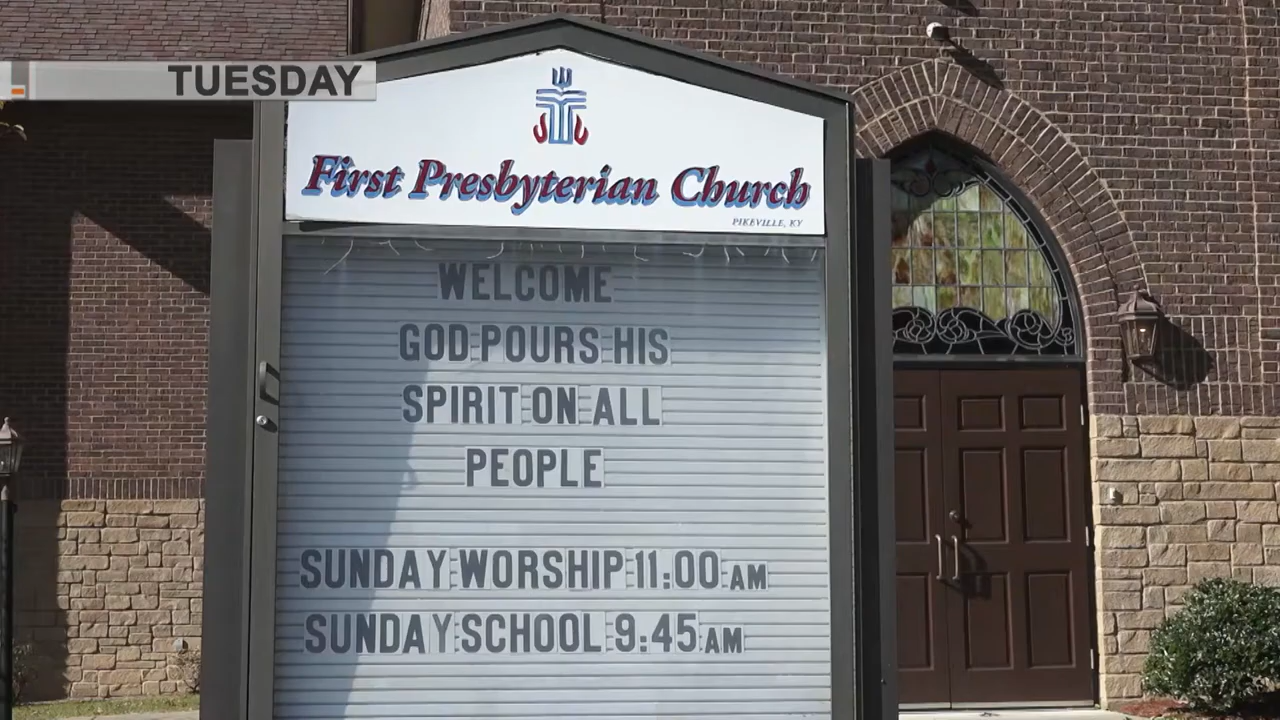 TUESDAY
First Presbyterian Church
PIKEVILLE, KY
WELCOME
GOD POURS HIS
SPIRIT ON ALL
PEOPLE
SUNDAY WORSHIP 11:00 AM
SUNDAY SCHOOL 9:45 AM